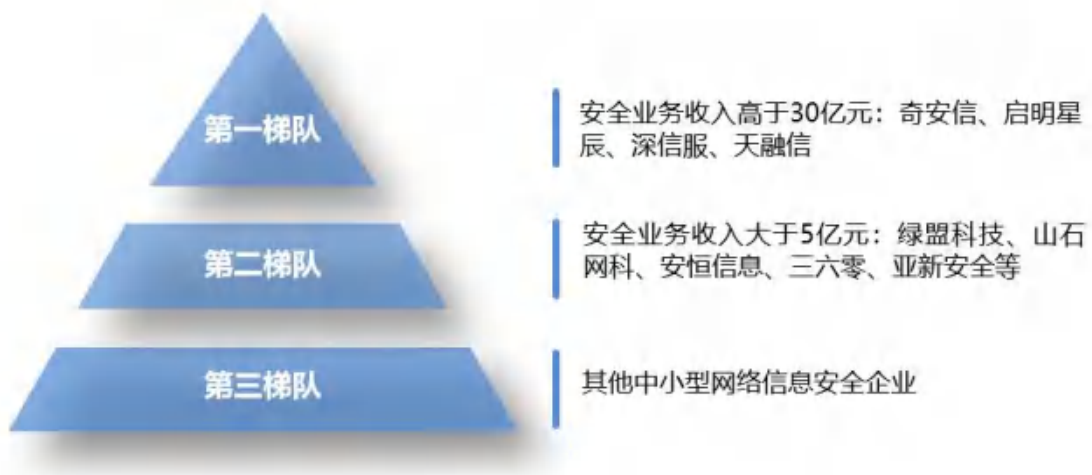 第一梯队
安全业务收入高于30亿元：奇安信、启明星
辰、深信服、天融信
第二梯队
安全业务收入大于5亿元：绿盟科技、山石
网科、安恒信息、三六零、亚新安全等
第三梯队
其他中小型网络信息安全企业